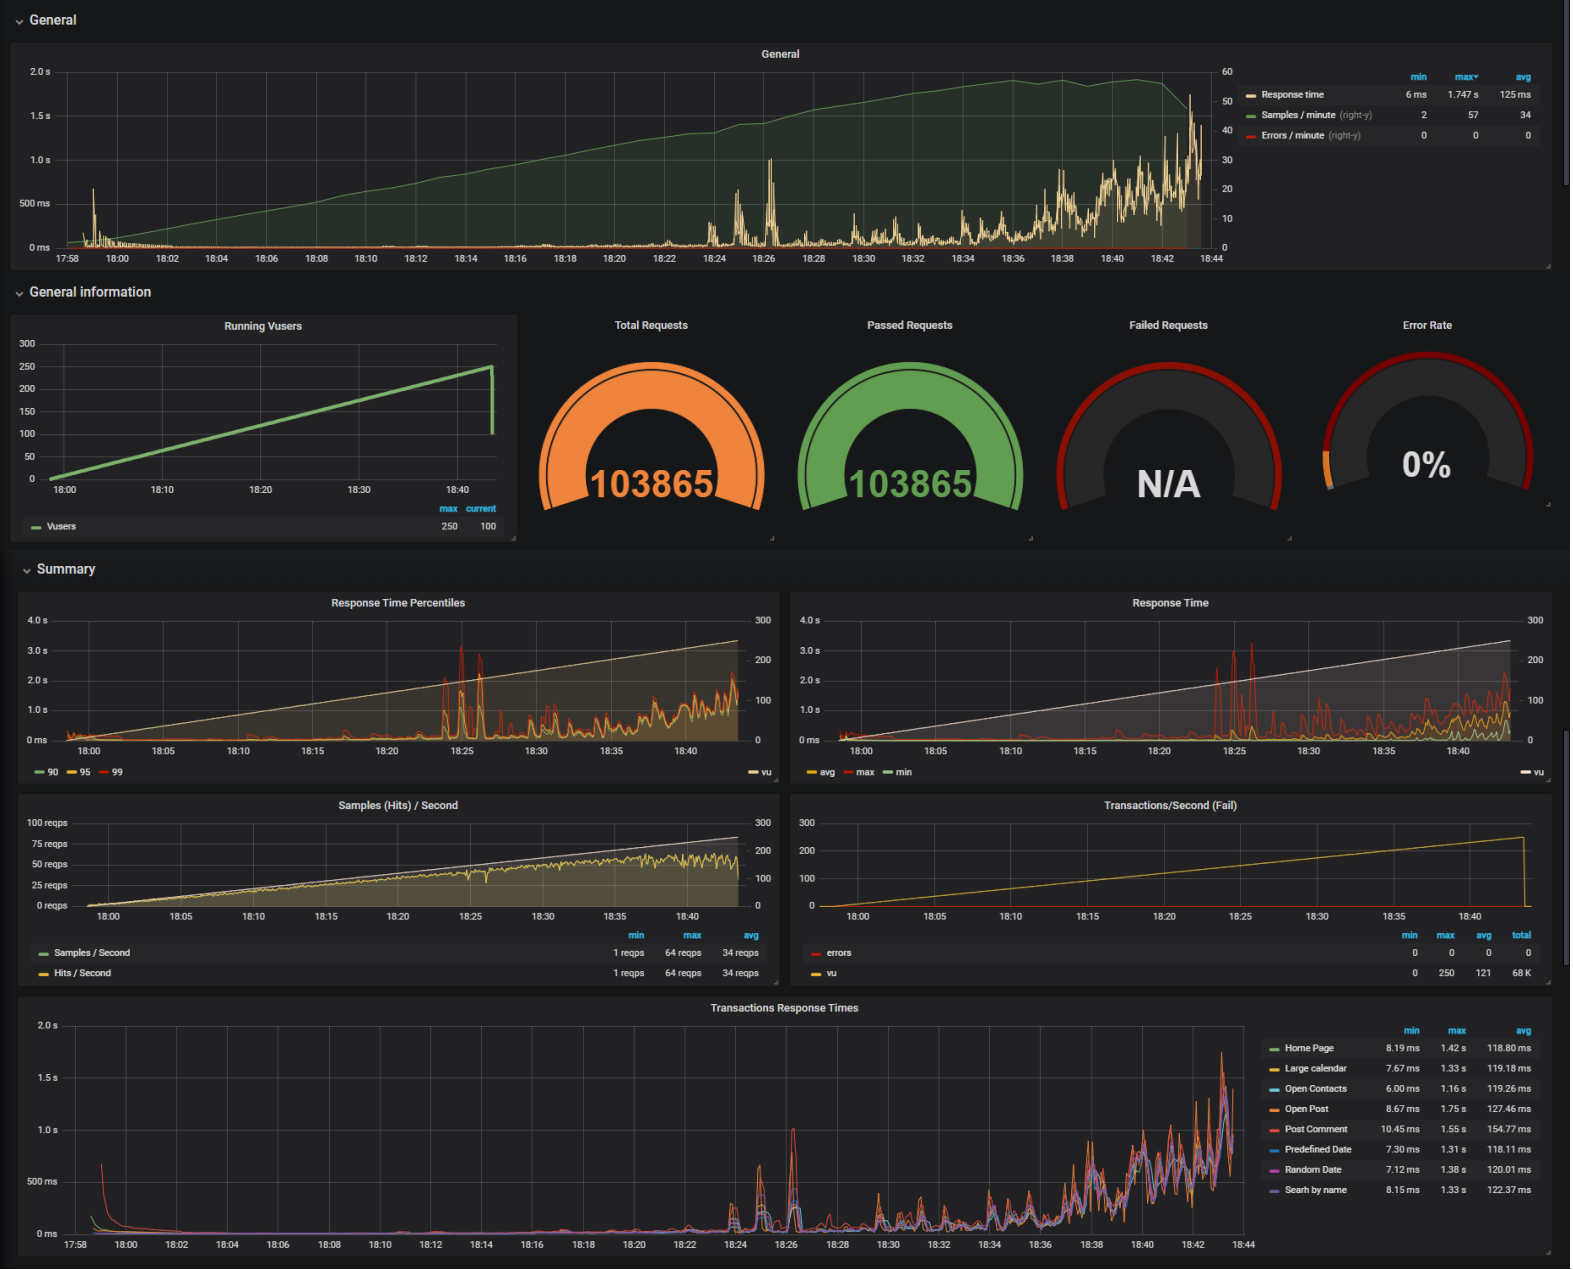 General
General
2.0 s
1.5 s
1.0 s
500 ms
0 ms
60
50
40
30
20
10
0
17:58 18:00 18:02 18:04 18:06 18:08 18:10 18:12 18:14 18:16 18:18 18:20 18:22 18:24 18:26 18:28 18:30 18:32 18:34 18:36 18:38 18:40 18:42 18:44
min max avg
Response time 6 ms 1.747 s 125 ms
Samples / minute (right-y) 2 57 34
Errors / minute (right-y) 0 0 0
General information
Running Vusers
300
250
200
150
100
50
0
18:00 18:10 18:20 18:30 18:40
max current
Vusers 250 100
Total Requests
103865
Passed Requests
103865
Failed Requests
N/A
Error Rate
0%
Summary
Response Time Percentiles
4.0 s
3.0 s
2.0 s
1.0 s
0 ms
300
200
100
0
18:00 18:05 18:10 18:15 18:20 18:25 18:30 18:35 18:40
90 95 99 vu
Response Time
4.0 s
3.0 s
2.0 s
1.0 s
0 ms
300
200
100
0
18:00 18:05 18:10 18:15 18:20 18:25 18:30 18:35 18:40
avg max min vu
Samples (Hits) / Second
100 reqps
75 reqps
50 reqps
25 reqps
0 reqps
300
200
100
0
18:00 18:05 18:10 18:15 18:20 18:25 18:30 18:35 18:40
min max avg
Samples / Second 1 reqps 64 reqps 34 reqps
Hits / Second 1 reqps 64 reqps 34 reqps
Transactions/Second (Fail)
300
200
100
0
18:00 18:05 18:10 18:15 18:20 18:25 18:30 18:35 18:40
min max avg total
errors 0 0 0 0
vu 0 250 121 68 K
Transactions Response Times
2.0 s
1.5 s
1.0 s
500 ms
0 ms
17:58 18:00 18:02 18:04 18:06 18:08 18:10 18:12 18:14 18:16 18:18 18:20 18:22 18:24 18:26 18:28 18:30 18:32 18:34 18:36 18:38 18:40 18:42 18:44
min max avg
Home Page 8.19 ms 1.42 s 118.80 ms
Large calendar 7.67 ms 1.33 s 119.18 ms
Open Contacts 6.00 ms 1.16 s 119.26 ms
Open Post 8.67 ms 1.75 s 127.46 ms
Post Comment 10.45 ms 1.55 s 154.77 ms
Predefined Date 7.30 ms 1.31 s 118.11 ms
Random Date 7.12 ms 1.38 s 120.01 ms
Searh by name 8.15 ms 1.33 s 122.37 ms